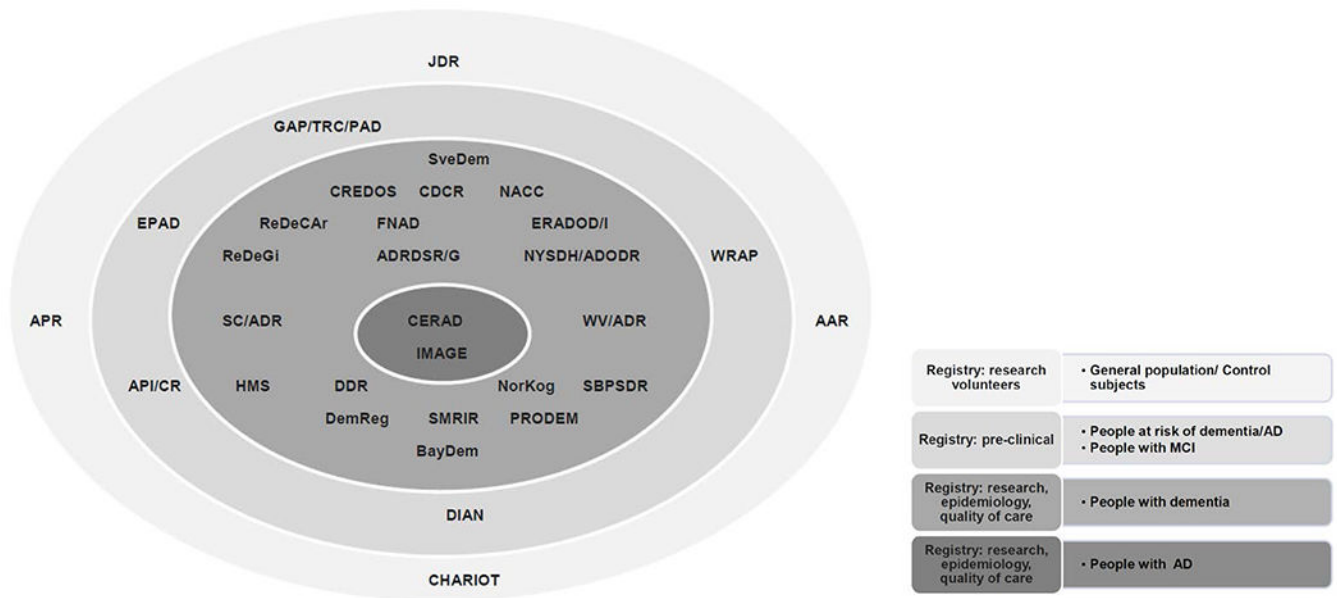 JDR
GAP/TRC/PAD
SveDem
CREDOS CDCR NACC
EPAD ReDeCAr FNAD ERADOD/I
ReDeGi ADRDSR/G NYSDH/ADODR WRAP
APR SC/ADR CERAD WV/ADR AAR
IMAGE
API/CR HMS DDR NorKog SBPSDR
DemReg SMRIR PRODEM
BayDem
DIAN
CHARIOT
Registry: research
volunteers
• General population/ Control
subjects
Registry: pre-clinical
• People at risk of dementia/AD
• People with MCI
Registry: research,
epidemiology,
quality of care
• People with dementia
Registry: research,
epidemiology,
quality of care
• People with AD